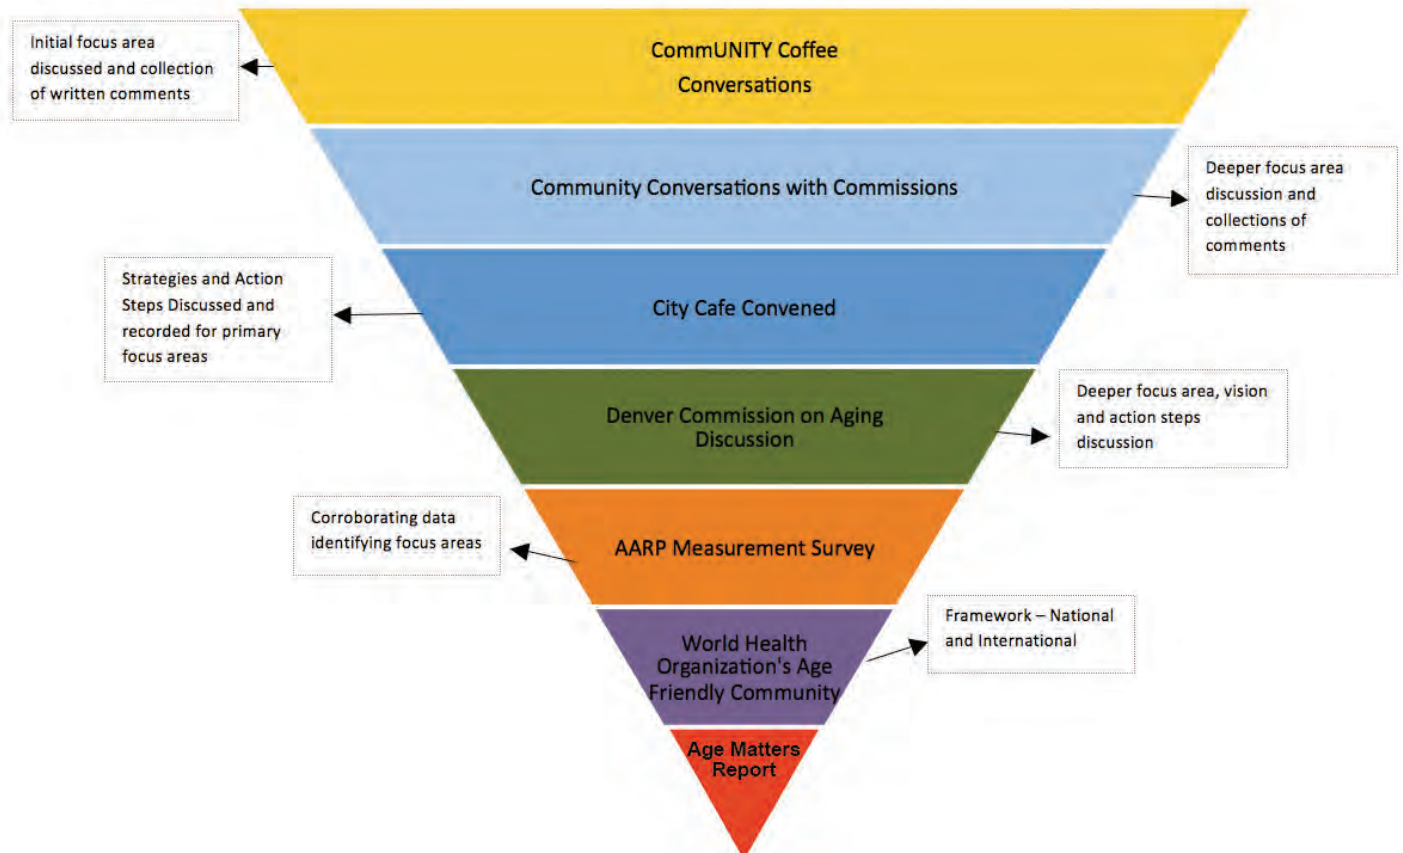 CommUNITY Coffee
Conversations
Initial focus area
discussed and collection
of written comments
Community Conversations with Commissions
Deeper focus area
discussion and
collections of
comments
City Cafe Convened
Strategies and Action
Steps Discussed and
recorded for primary
focus areas
Denver Commission on Aging
Discussion
Deeper focus area, vision
and action steps
discussion
AARP Measurement Survey
Corroborating data
identifying focus areas
World Health
Organization's Age
Friendly Community
Framework – National
and International
Age Matters
Report